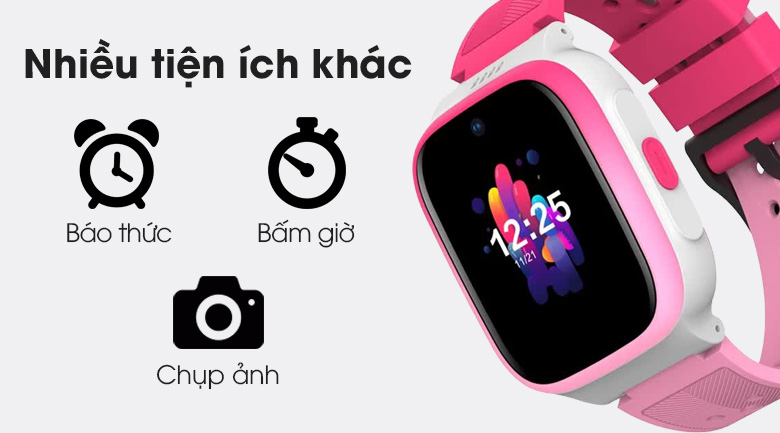 Nhiều tiện ích khác
Báo thức
Bấm giờ
Chụp ảnh
12:25
11/21